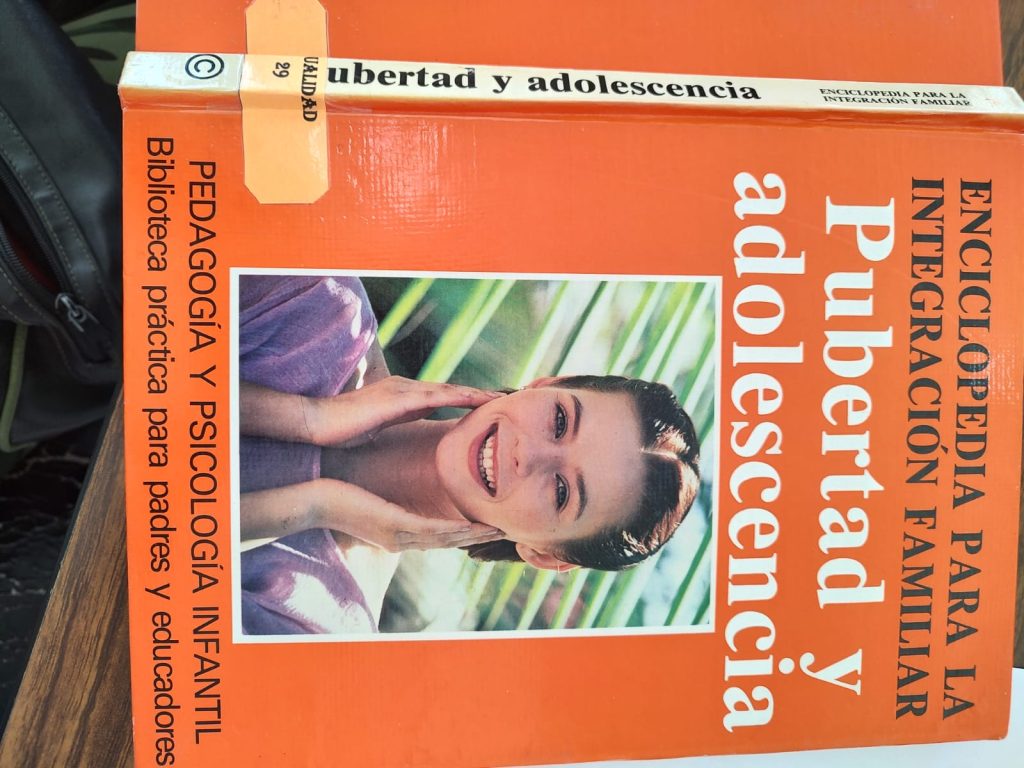 ENCICLOPEDIA PARA LA
INTEGRACIÓN FAMILIAR
Pubertad y
adolescencia
PEDAGOGÍA Y PSICOLOGÍA INFANTIL
Biblioteca práctica para padres y educadores
©
UALIDAD
29
ubertad y adolescencia
ENCICLOPEDIA PARA LA
INTEGRACIÓN FAMILIAR